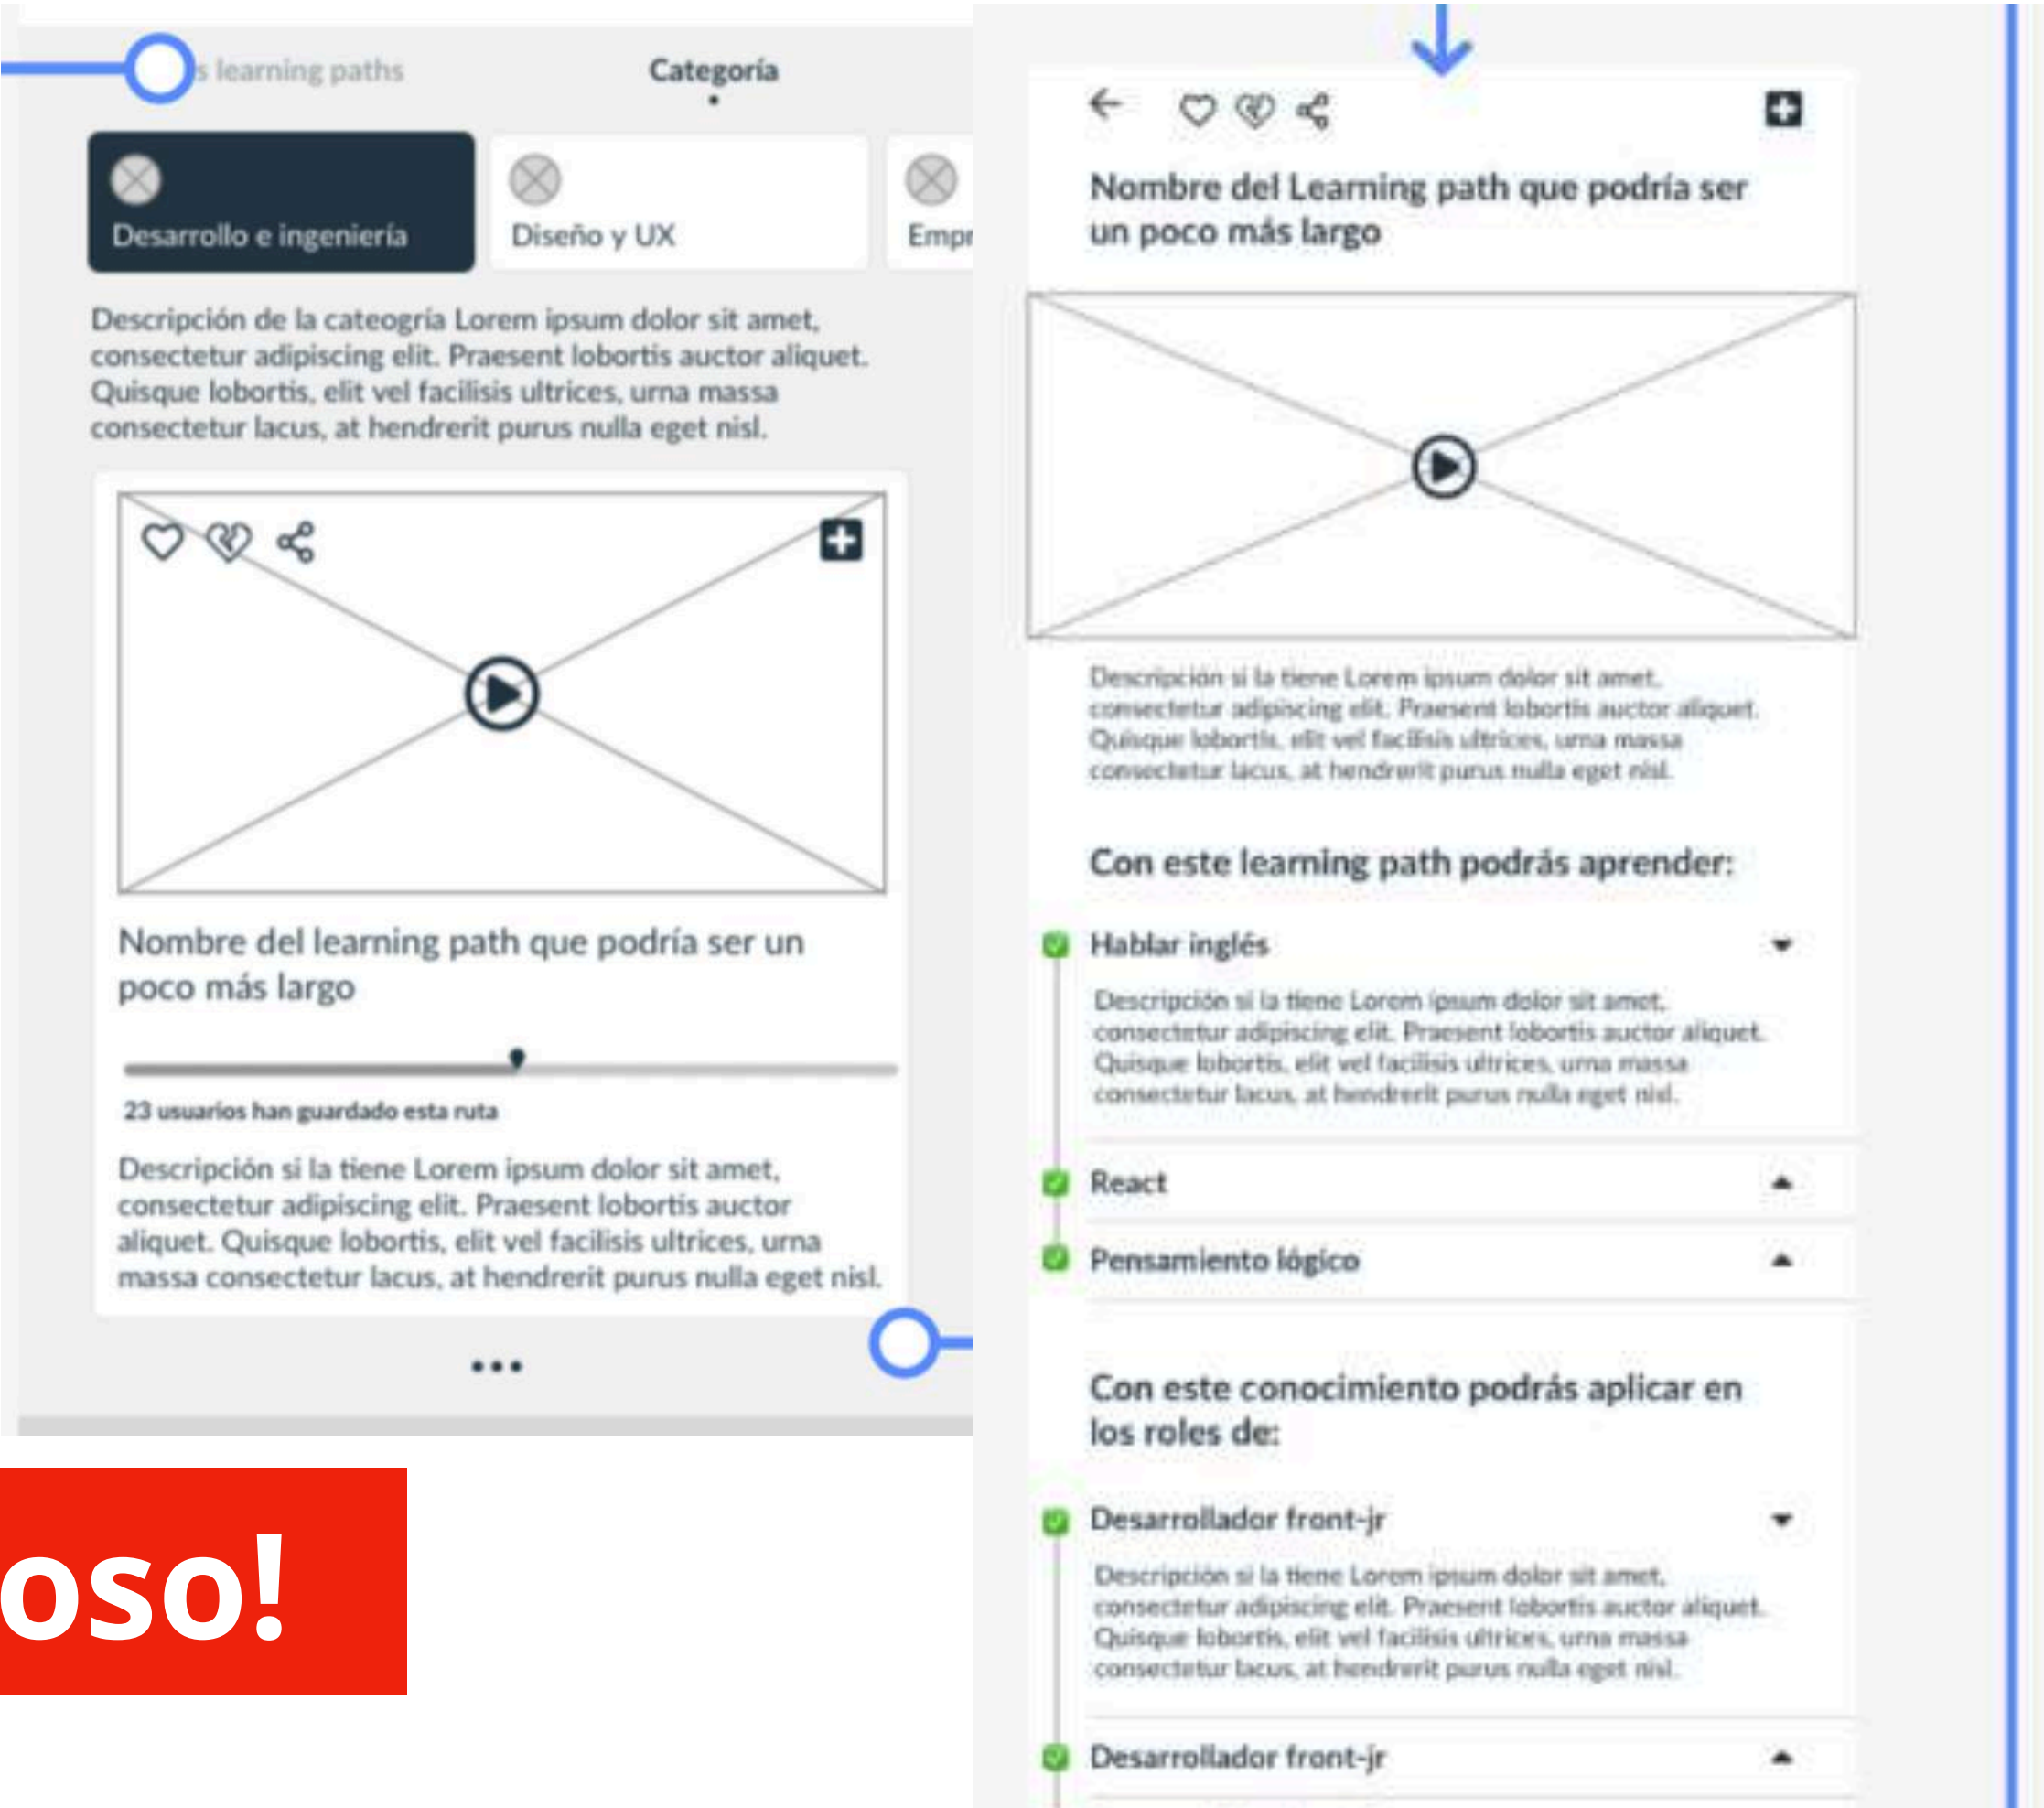 s learning paths
Categoría
Desarrollo e ingeniería
Diseño y UX
Empr
Descripción de la cateogría Lorem ipsum dolor sit amet,
consectetur adipiscing elit. Praesent lobortis auctor aliquet.
Quisque lobortis, elit vel facilisis ultrices, urna massa
consectetur lacus, at hendrerit purus nulla eget nisl.
Nombre del learning path que podría ser un
poco más largo
23 usuarios han guardado esta ruta
Descripción si la tiene Lorem ipsum dolor sit amet,
consectetur adipiscing elit. Praesent lobortis auctor
aliquet. Quisque lobortis, elit vel facilisis ultrices, urna
massa consectetur lacus, at hendrerit purus nulla eget nisl.
oso!
Nombre del Learning path que podría ser
un poco más largo
Descripción si la tiene Lorem ipsum dolor sit amet,
consectetur adipiscing elit. Praesent lobortis auctor aliquet.
Quisque lobortis, elit vel facilisis ultrices, urna massa
consectetur lacus, at hendrerit purus nulla eget nisl.
Con este learning path podrás aprender:
Hablar inglés
Descripción si la tiene Lorem ipsum dolor sit amet,
consectetur adipiscing elit. Praesent lobortis auctor aliquet.
Quisque lobortis, elit vel facilisis ultrices, urna massa
consectetur lacus, at hendrerit purus nulla eget nisl.
React
Pensamiento lógico
Con este conocimiento podrás aplicar en
los roles de:
Desarrollador front-jr
Descripción si la tiene Lorem ipsum dolor sit amet,
consectetur adipiscing elit. Praesent lobortis auctor aliquet.
Quisque lobortis, elit vel facilisis ultrices, urna massa
consectetur lacus, at hendrerit purus nulla eget nisl.
Desarrollador front-jr